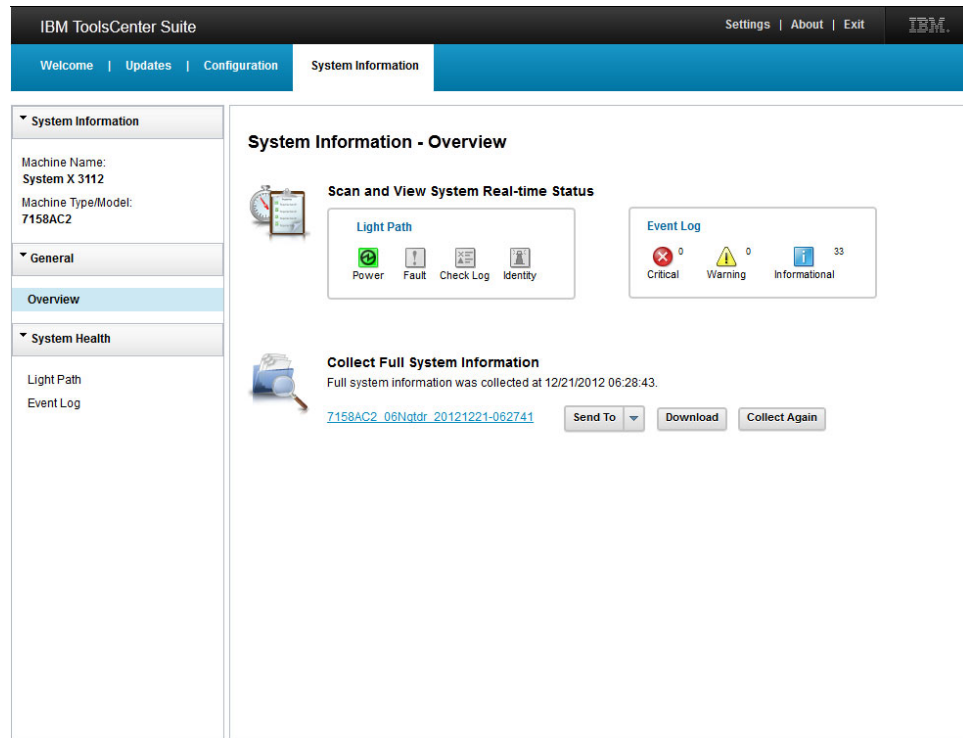 IBM ToolsCenter Suite
Settings | About | Exit
IBM.
Welcome | Updates | Configuration
System Information
System Information
Machine Name:
System X 3112
Machine Type/Model:
7158AC2
General
Overview
System Health
Light Path
Event Log
System Information - Overview
Scan and View System Real-time Status
Light Path
Power Fault Check Log Identity
Event Log
0 0 33
Critical Warning Informational
Collect Full System Information
Full system information was collected at 12/21/2012 06:28:43.
7158AC2_06Nqtdr_20121221-062741
Send To
Download
Collect Again